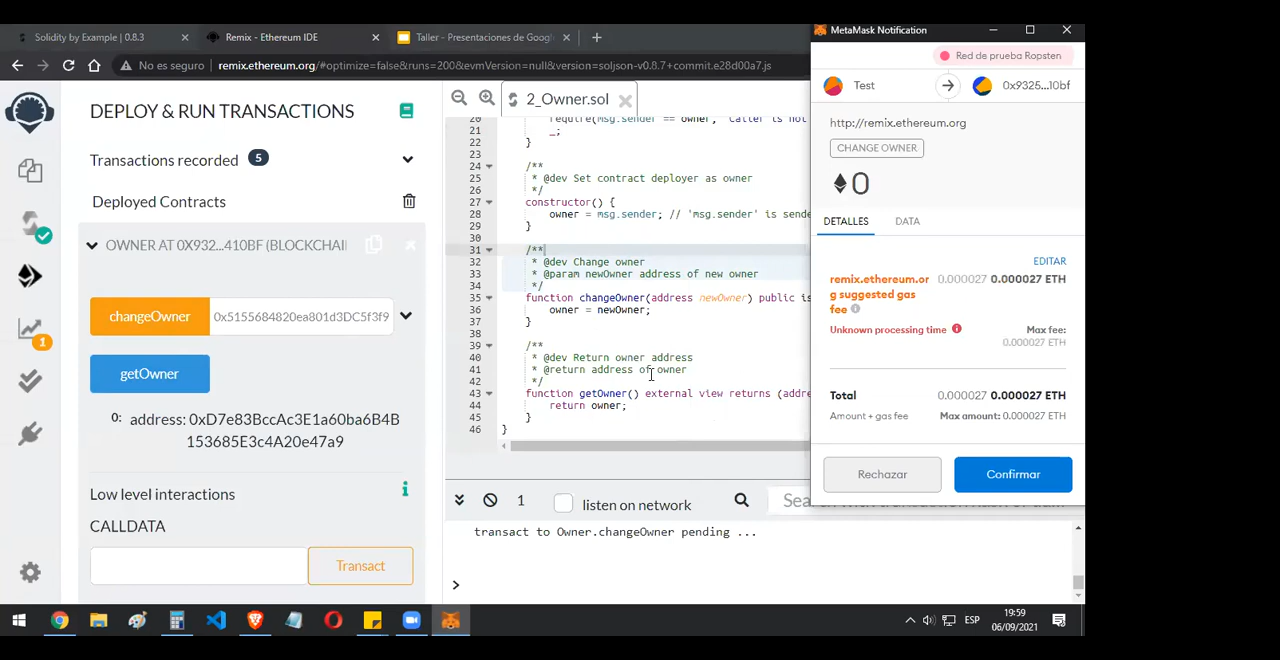 Solidity by Example | 0.8.3
Remix - Ethereum IDE
Taller - Presentaciones de Googl
No es seguro
remix.ethereum.org/#optimize=false&runs=200&evmVersion=null&version=soljson-v0.8.7+commit.e28d00a7.js
DEPLOY & RUN TRANSACTIONS
Transactions recorded 5
Deployed Contracts
OWNER AT 0X932...410BF (BLOCKCHAI
changeOwner 0x5155684820ea801d3DC5f3f9
getOwner
0: address: 0xD7e83BccAc3E1a60ba6B4B
153685E3c4A20e47a9
Low level interactions
CALLDATA
Transact
1
2_Owner.sol
20 require(msg.sender == owner, "Caller is not
21 _;
22 }
23
24 /**
25 * @dev Set contract deployer as owner
26 */
27 constructor() {
28 owner = msg.sender; // 'msg.sender' is sende
29 }
30
31 /**
32 * @dev Change owner
33 * @param newOwner address of new owner
34 */
35 function changeOwner(address newOwner) public is
36 owner = newOwner;
37 }
38
39 /**
40 * @dev Return owner address
41 * @return address of owner
42 */
43 function getOwner() external view returns (addre
44 return owner;
45 }
46 }
1 listen on network
transact to Owner.changeOwner pending ...
>
MetaMask Notification
Red de prueba Ropsten
Test 0x9325...10bf
http://remix.ethereum.org
CHANGE OWNER
0
DETALLES DATA
EDITAR
remix.ethereum.or 0.000027 0.000027 ETH
g suggested gas
fee
Unknown processing time Max fee:
0.000027 ETH
Total 0.000027 0.000027 ETH
Amount + gas fee Max amount: 0.000027 ETH
Rechazar Confirmar
ESP
19:59
06/09/2021